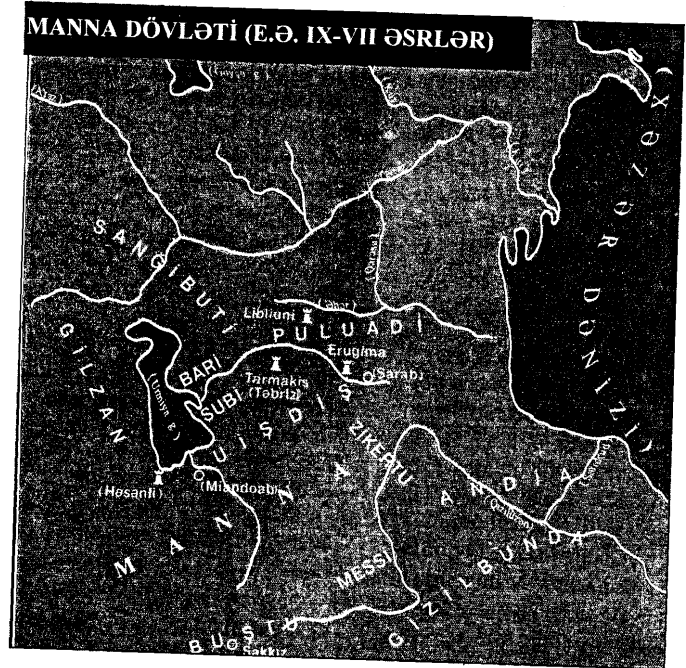 MANNA DÖVLƏTİ (E.Ə. IX-VII ƏSRLƏR)
(XƏZƏR DƏNİZİ)
SANGİBUTİ
Libliuni
PULUADİ
Erugima
(Sarab)
GİLZAN
(Urmiya g.)
BARİ
SUBİ
Tarmakis
(Təbriz)
UİŞDİŞ
ZİKERTU
ANDİA
(Həsənli)
(Miandoab)
MANNA
MESSİ
GİZİLBUNDA
BUŞTU
Sakkız